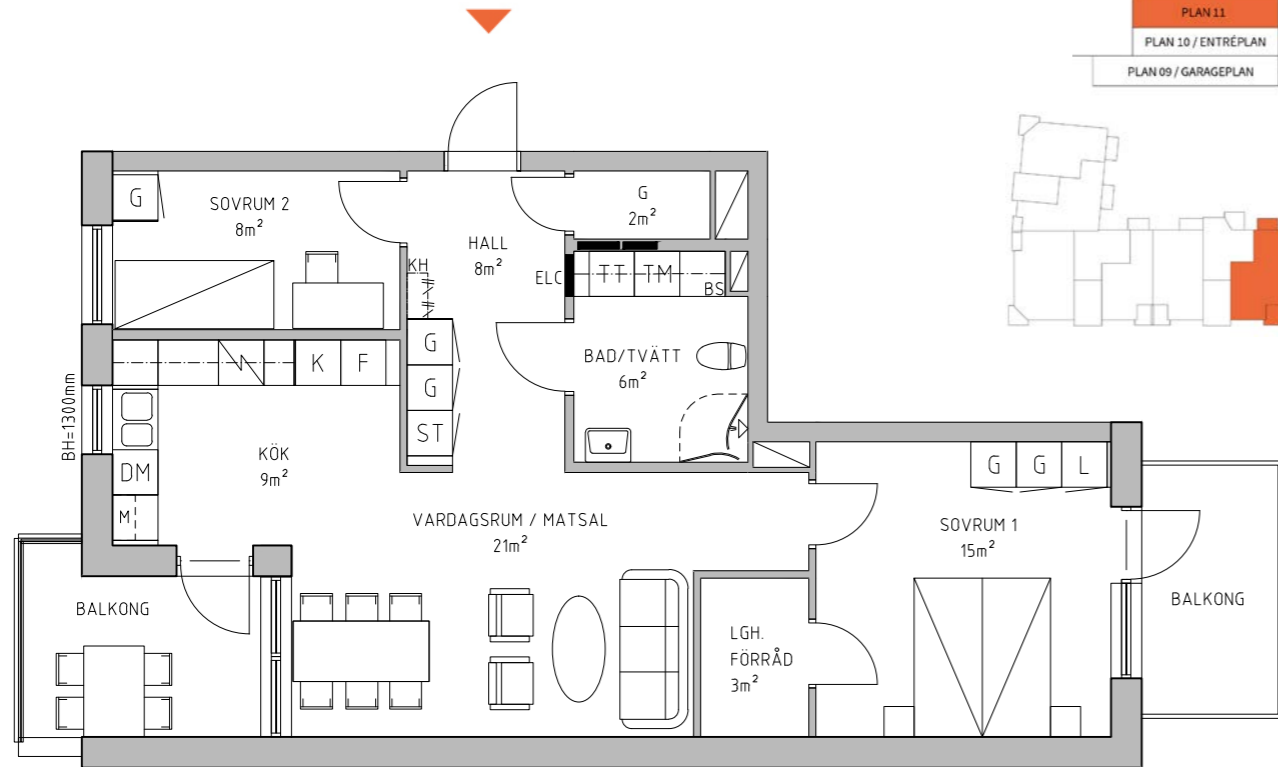 PLAN 11
PLAN 10 / ENTRÉPLAN
PLAN 09 / GARAGEPLAN
G
SOVRUM 2
8m²
G
2m²
HALL
8m²
KH
ELC
TT
TM
BS
G
G
ST
BAD/TVÄTT
6m²
K
F
BH=1300mm
KÖK
9m²
DM
M
VARDAGSRUM / MATSAL
21m²
G
G
L
SOVRUM 1
15m²
BALKONG
LGH.
FÖRRÅD
3m²
BALKONG